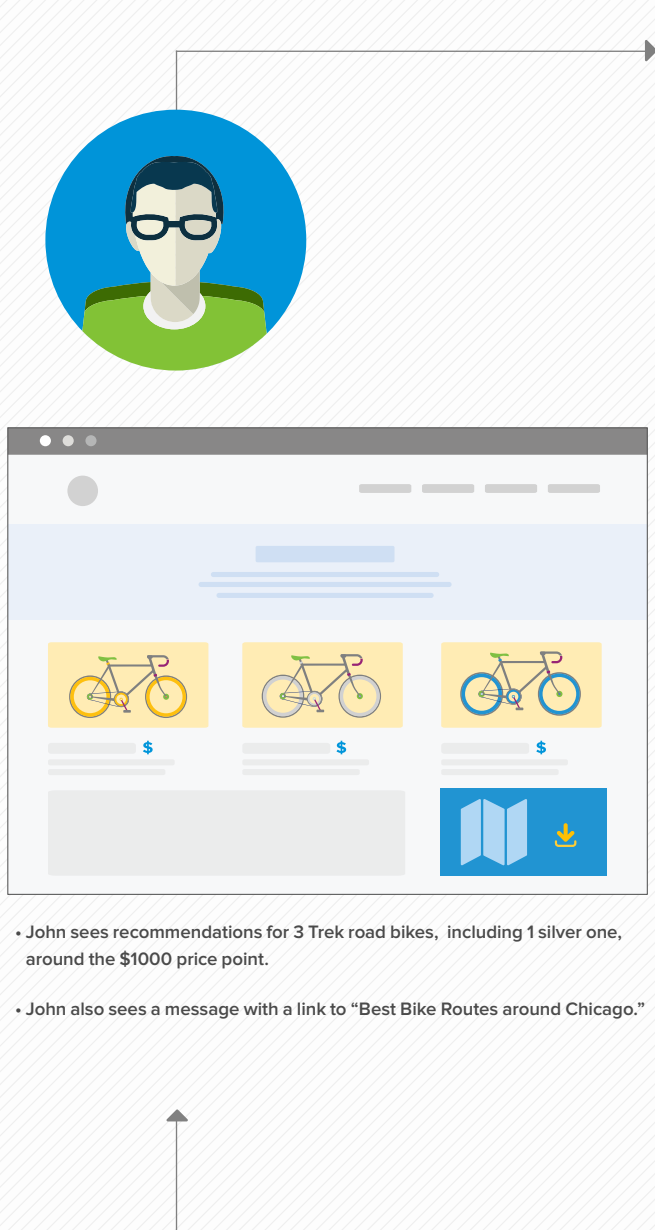 $ $ $
• John sees recommendations for 3 Trek road bikes, including 1 silver one,
around the $1000 price point.
• John also sees a message with a link to “Best Bike Routes around Chicago.”